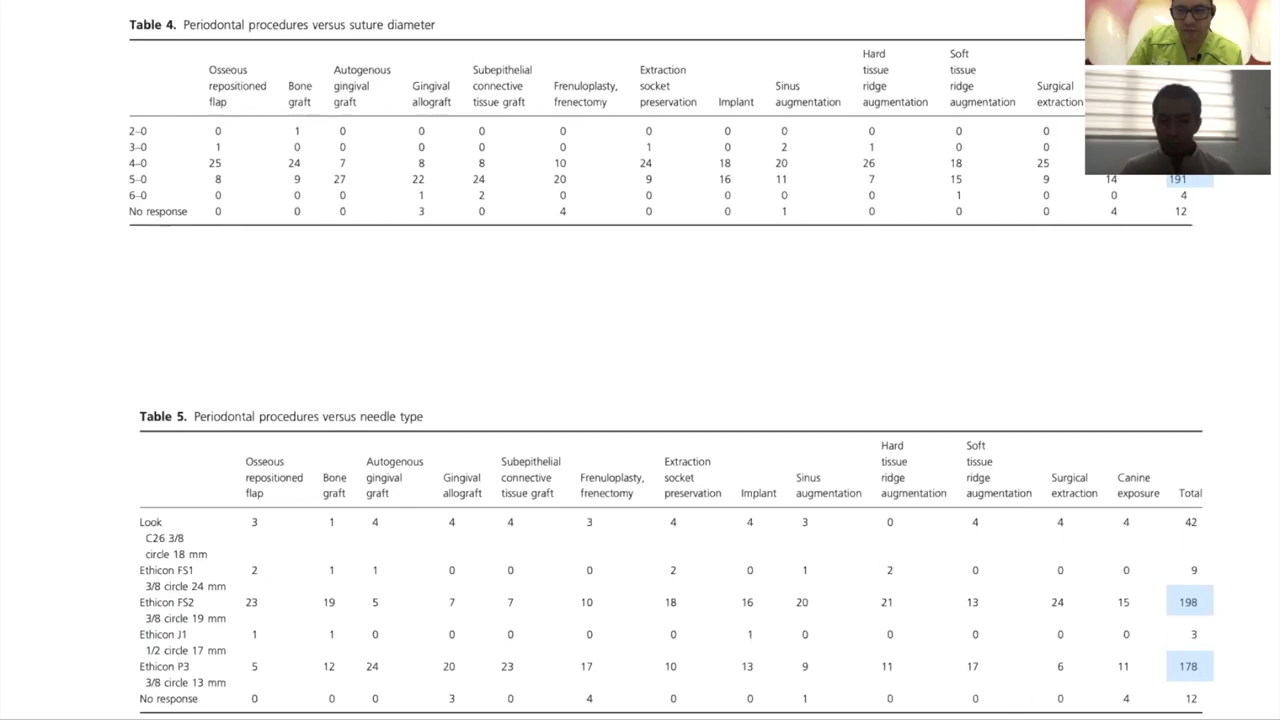 Table 4. Periodontal procedures versus suture diameter
Hard Soft
Osseous Autogenous Subepithelial Extraction tissue tissue
repositioned Bone gingival Gingival connective Frenuloplasty, socket Sinus ridge ridge Surgical
flap graft graft allograft tissue graft frenectomy preservation Implant augmentation augmentation augmentation extraction
2–0 0 1 0 0 0 0 0 0 0 0 0 0
3–0 1 0 0 0 0 0 1 0 2 1 0 0
4–0 25 24 7 8 8 10 24 18 20 26 18 25
5–0 8 9 27 22 24 20 9 16 11 7 15 9 14 191
6–0 0 0 0 1 2 0 0 0 0 0 1 0 0 4
No response 0 0 0 3 0 4 0 0 1 0 0 0 4 12
Table 5. Periodontal procedures versus needle type
Hard Soft
Osseous Autogenous Subepithelial Extraction tissue tissue
repositioned Bone gingival Gingival connective Frenuloplasty, socket Sinus ridge ridge Surgical Canine
flap graft graft allograft tissue graft frenectomy preservation Implant augmentation augmentation augmentation extraction exposure Total
Look 3 1 4 4 4 3 4 4 3 0 4 4 4 42
C26 3/8
circle 18 mm
Ethicon FS1 2 1 1 0 0 0 2 0 1 2 0 0 0 9
3/8 circle 24 mm
Ethicon FS2 23 19 5 7 7 10 18 16 20 21 13 24 15 198
3/8 circle 19 mm
Ethicon J1 1 1 0 0 0 0 0 1 0 0 0 0 0 3
1/2 circle 17 mm
Ethicon P3 5 12 24 20 23 17 10 13 9 11 17 6 11 178
3/8 circle 13 mm
No response 0 0 0 3 0 4 0 0 1 0 0 0 4 12